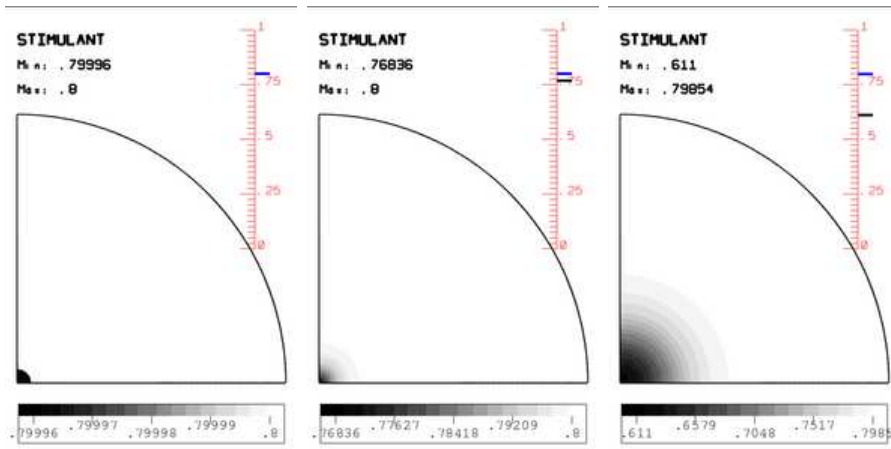 STIMULANT
Min: .79996
Max: .8
1
.75
.5
.25
0
.79996 .79997 .79998 .79999 .8
STIMULANT
Min: .76836
Max: .8
1
.75
.5
.25
0
.76836 .77627 .78418 .79209 .8
STIMULANT
Min: .611
Max: .79854
1
.75
.5
.25
0
.611 .6579 .7048 .7517 .7985